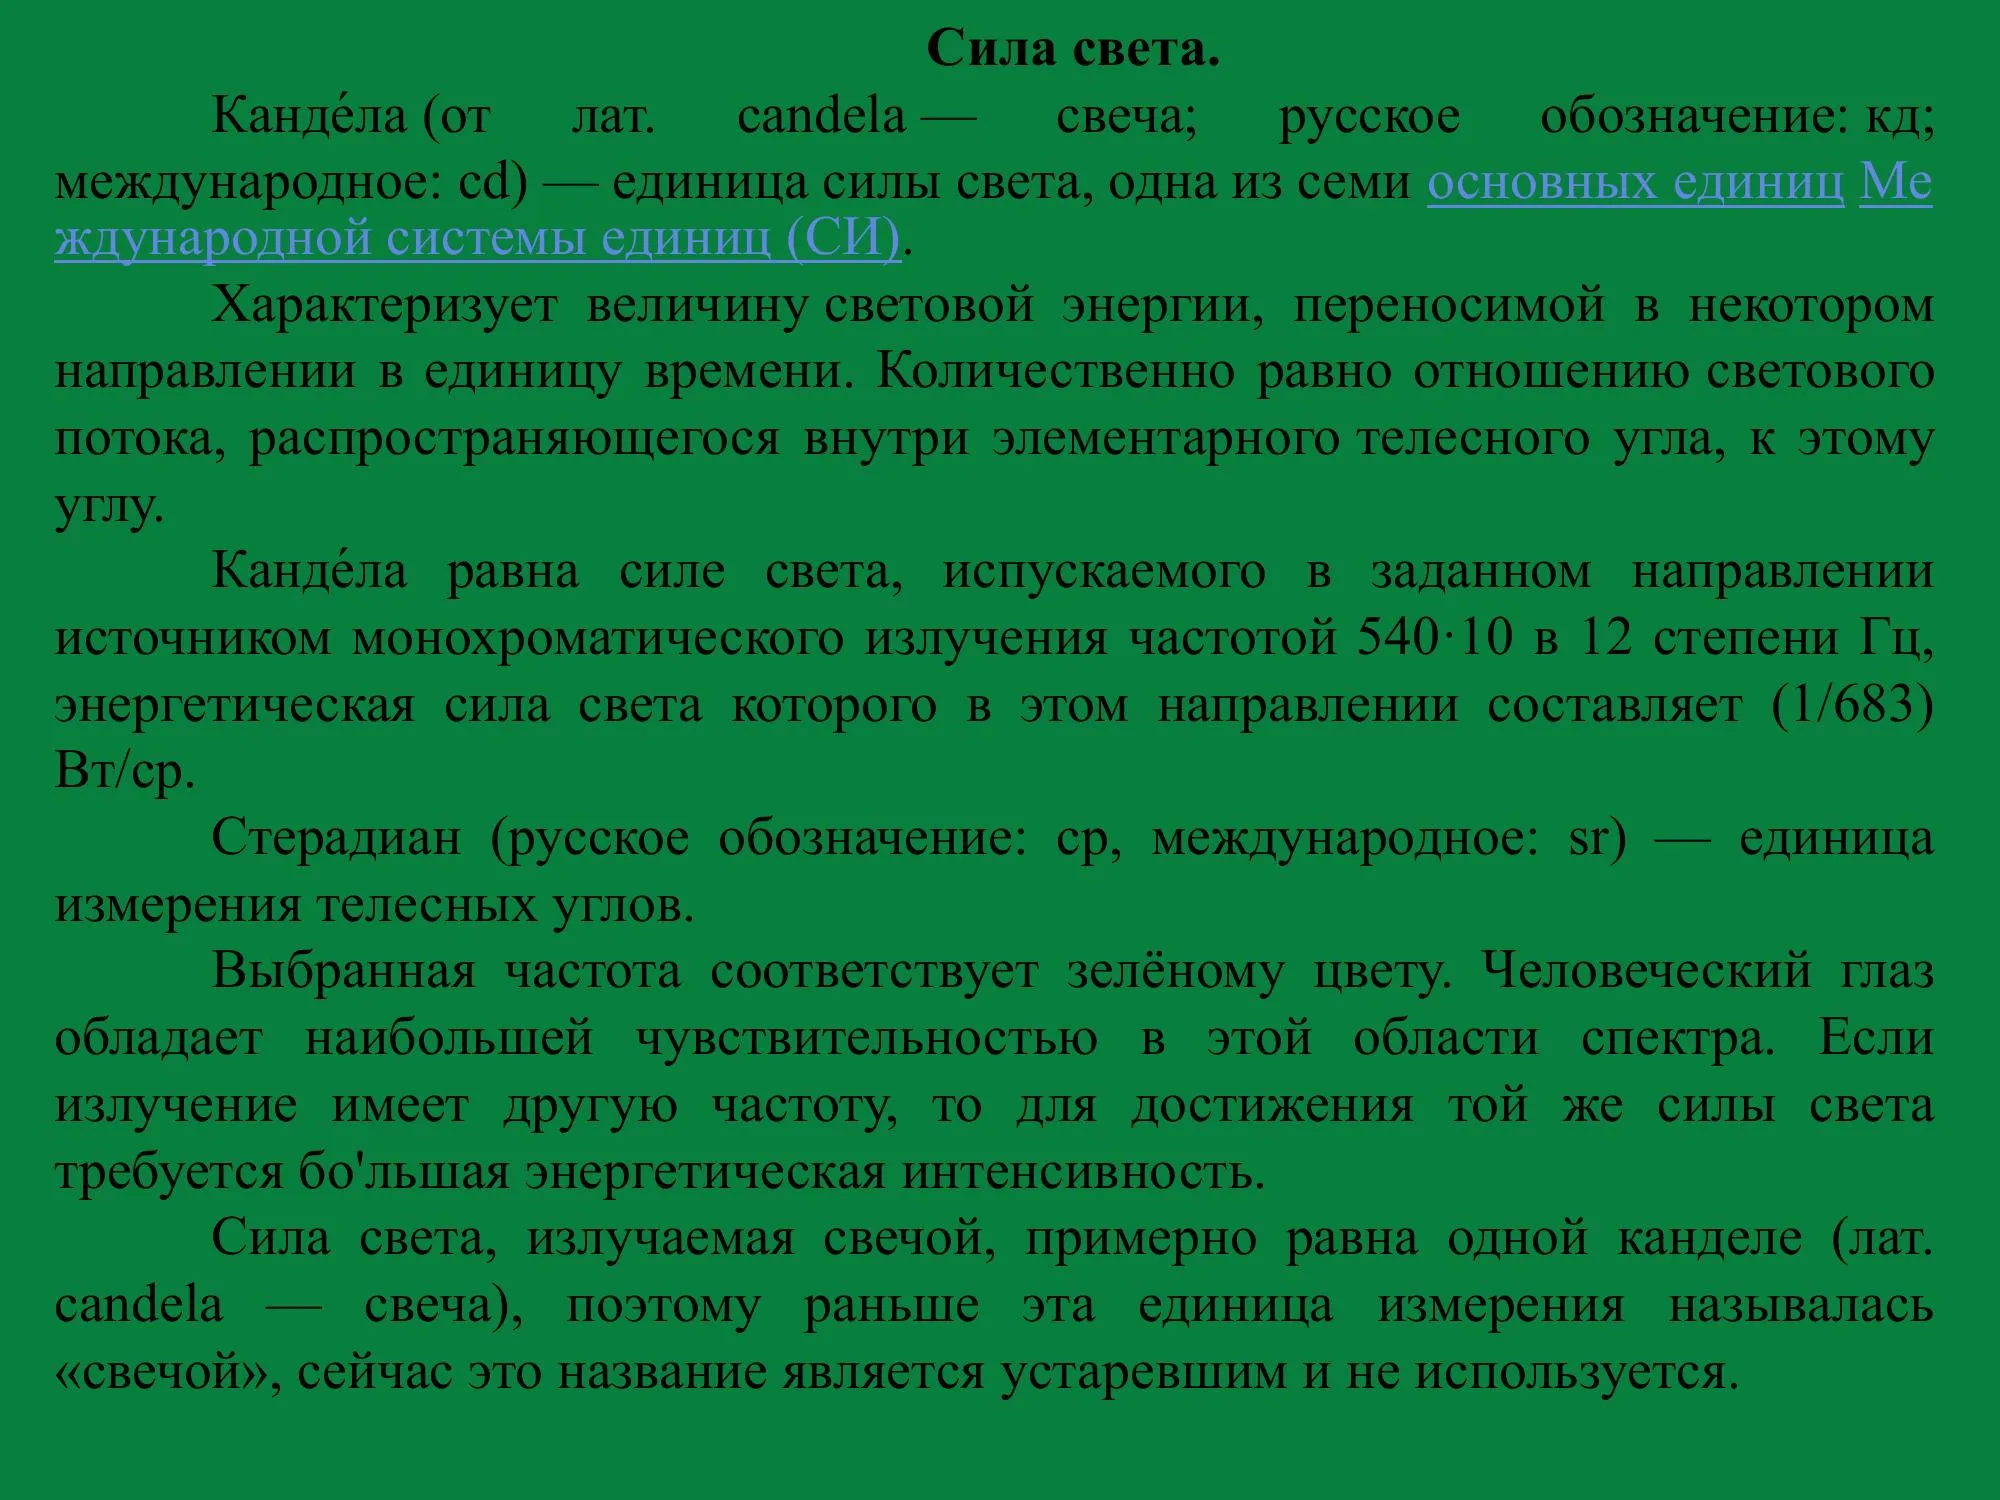 Сила света.
Канде́ла (от лат. candela — свеча; русское обозначение: кд;
международное: cd) — единица силы света, одна из семи основных единиц Ме
ждународной системы единиц (СИ).
Характеризует величину световой энергии, переносимой в некотором
направлении в единицу времени. Количественно равно отношению светового
потока, распространяющегося внутри элементарного телесного угла, к этому
углу.
Канде́ла равна силе света, испускаемого в заданном направлении
источником монохроматического излучения частотой 540·10 в 12 степени Гц,
энергетическая сила света которого в этом направлении составляет (1/683)
Вт/ср.
Стерадиан (русское обозначение: ср, международное: sr) — единица
измерения телесных углов.
Выбранная частота соответствует зелёному цвету. Человеческий глаз
обладает наибольшей чувствительностью в этой области спектра. Если
излучение имеет другую частоту, то для достижения той же силы света
требуется бо'льшая энергетическая интенсивность.
Сила света, излучаемая свечой, примерно равна одной канделе (лат.
candela — свеча), поэтому раньше эта единица измерения называлась
«свечой», сейчас это название является устаревшим и не используется.